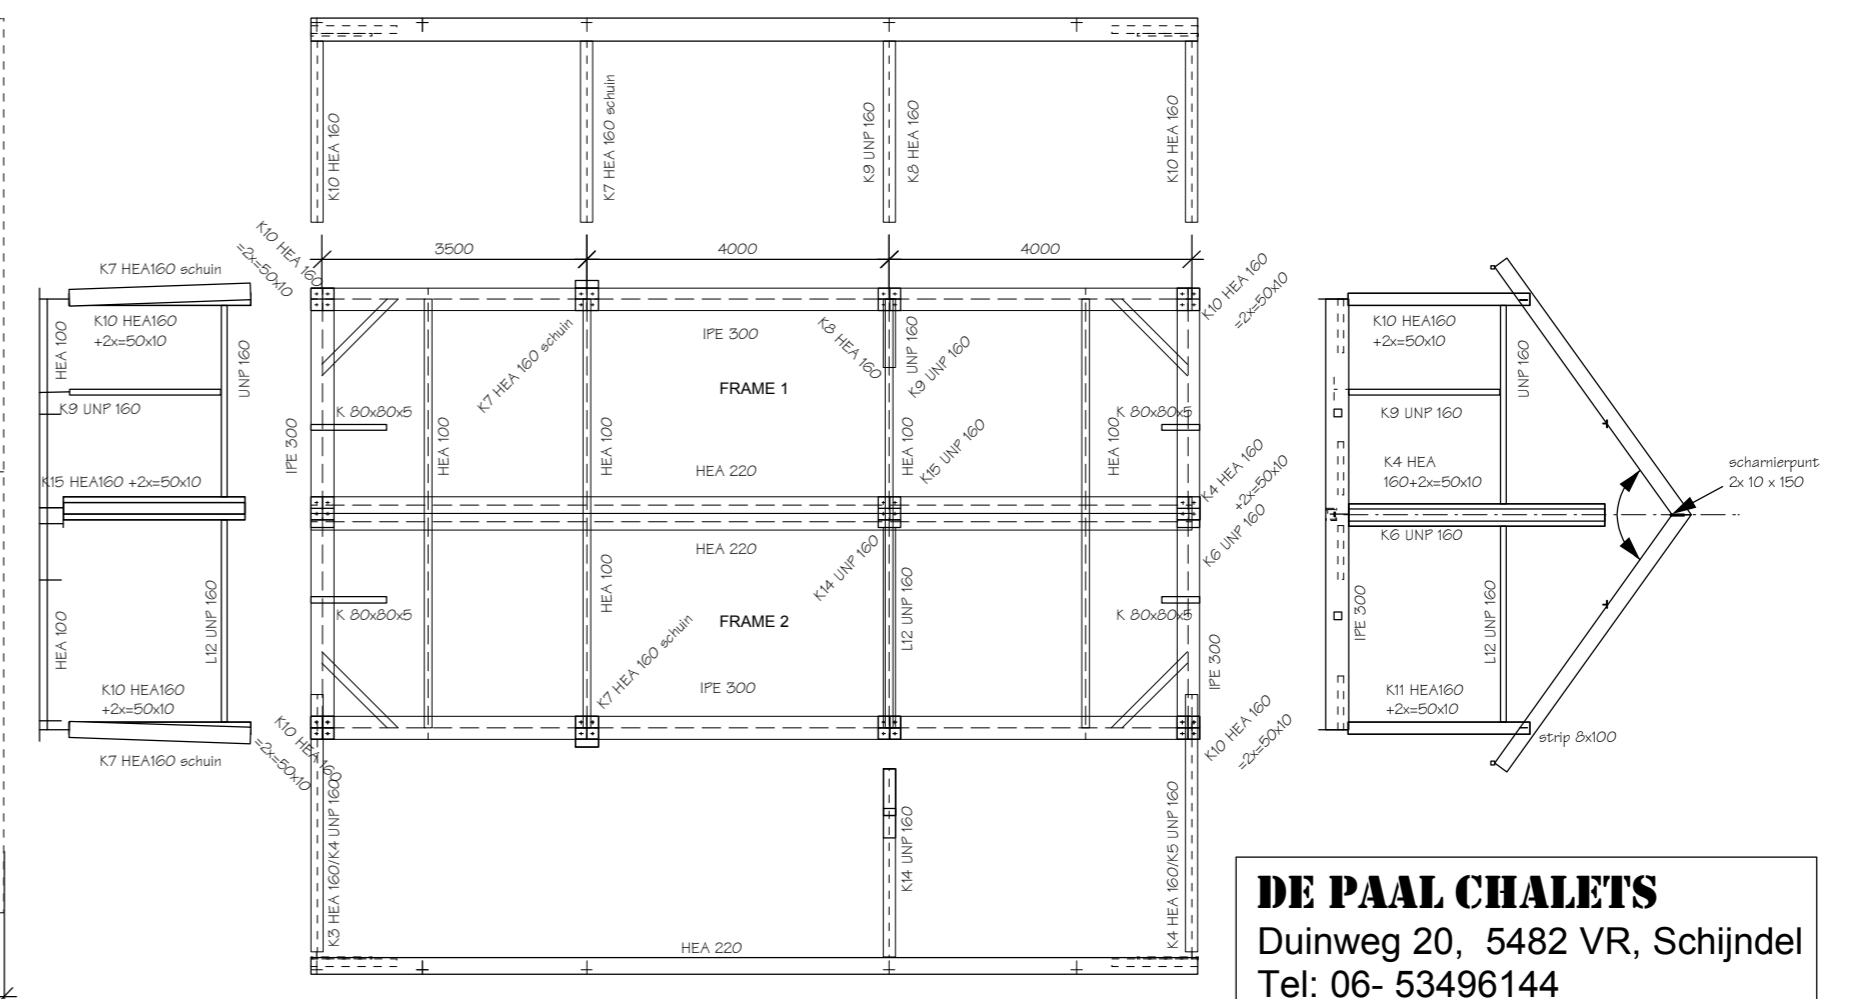 K10 HEA 160
K7 HEA 160 schuin
K9 UNP 160
K8 HEA 160
K10 HEA 160
3500
4000
4000
K10 HEA 160
=2x=50x10
K10 HEA 160
=2x=50x10
K7 HEA160 schuin
K10 HEA160
+2x=50x10
HEA 100
UNP 160
K9 UNP 160
K15 HEA160 +2x=50x10
HEA 100
L12 UNP 160
K10 HEA160
+2x=50x10
K7 HEA160 schuin
IPE 300
K7 HEA 160 schuin
K8 HEA 160
UNP 160
K9 UNP 160
FRAME 1
K 80x80x5
K 80x80x5
IPE 300
HEA 100
HEA 100
HEA 100
K15 UNP 160
HEA 100
HEA 220
K4 HEA 160
+2x=50x10
K6 UNP 160
HEA 220
HEA 100
K14 UNP 160
L12 UNP 160
K 80x80x5
K 80x80x5
FRAME 2
K7 HEA 160 schuin
IPE 300
IPE 300
K10 HEA 160
=2x=50x10
K10 HEA 160
=2x=50x10
K3 HEA 160/K4 UNP 160
K14 UNP 160
K4 HEA 160/K5 UNP 160
HEA 220
K10 HEA160
+2x=50x10
UNP 160
K9 UNP 160
K4 HEA
160+2x=50x10
K6 UNP 160
IPE 300
L12 UNP 160
K11 HEA160
+2x=50x10
strip 8x100
scharnierpunt
2x 10 x 150
DE PAAL CHALETS
Duinweg 20, 5482 VR, Schijndel
Tel: 06- 53496144